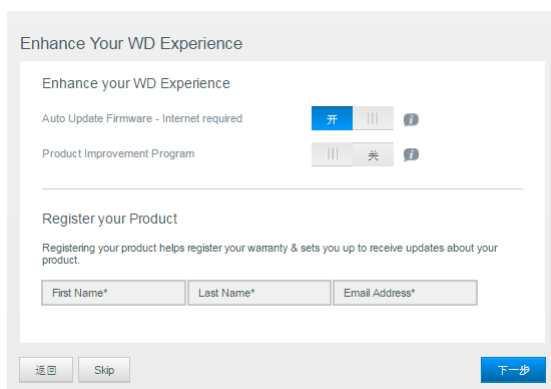 Enhance Your WD Experience
Enhance your WD Experience
Auto Update Firmware - Internet required 开
Product Improvement Program 关
Register your Product
Registering your product helps register your warranty & sets you up to receive updates about your
product.
First Name* Last Name* Email Address*
返回 Skip 下一步